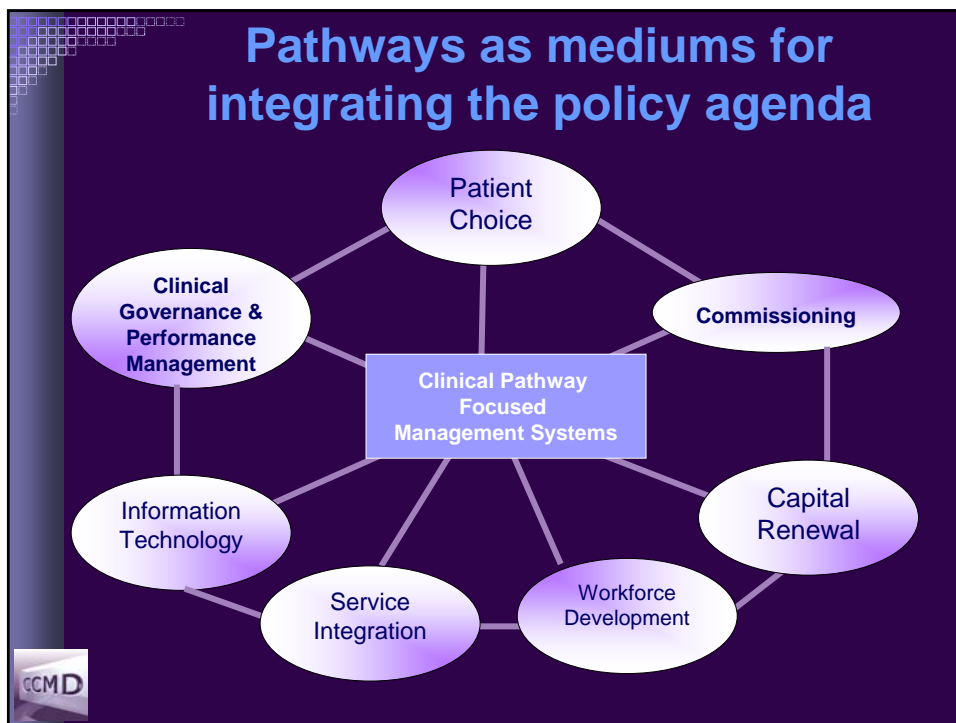 Pathways as mediums for
integrating the policy agenda
Patient
Choice
Clinical
Governance &
Performance
Management
Commissioning
Clinical Pathway
Focused
Management Systems
Information
Technology
Capital
Renewal
Service
Integration
Workforce
Development
CCMD